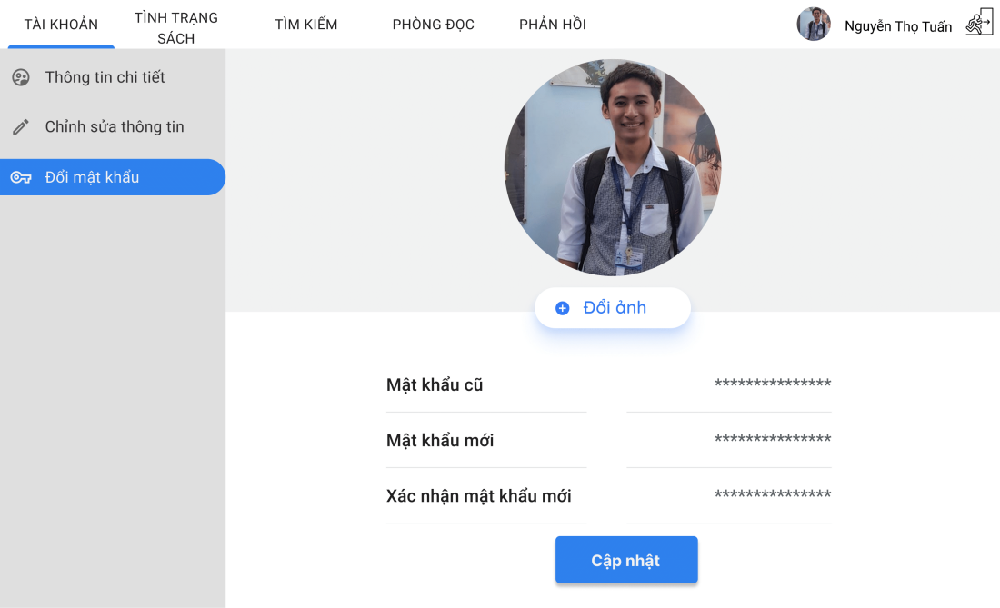 TÀI KHOẢN
TÌNH TRẠNG
SÁCH
TÌM KIẾM
PHÒNG ĐỌC
PHẢN HỒI
Nguyễn Thọ Tuấn
Thông tin chi tiết
Chỉnh sửa thông tin
Đổi mật khẩu
Đổi ảnh
Mật khẩu cũ
***************
Mật khẩu mới
***************
Xác nhận mật khẩu mới
***************
Cập nhật